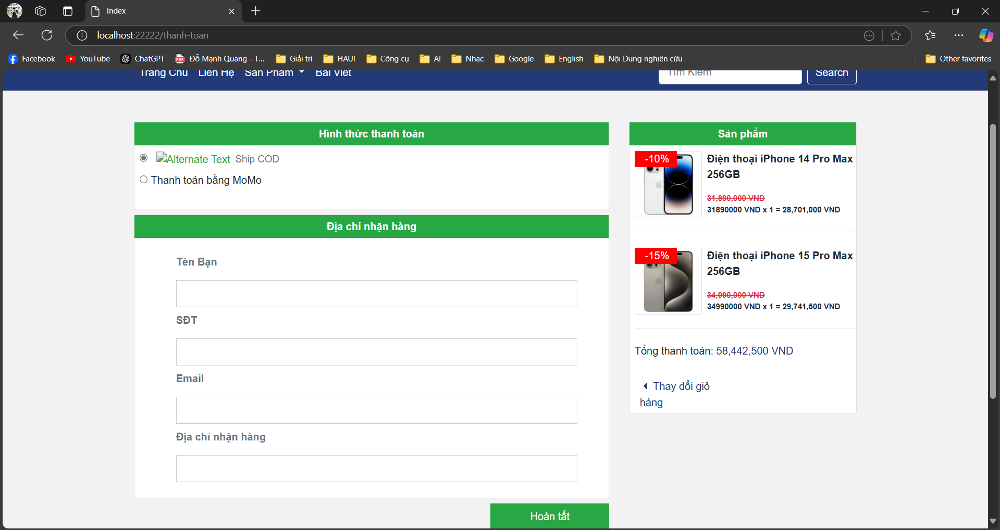 Index
localhost:22222/thanh-toan
Facebook YouTube ChatGPT Đỗ Mạnh Quang - T... Giải trí HAUI Công cụ AI Nhạc Google English Nội Dung nghiên cứu Other favorites
Trang Chủ Liên Hệ Sản Phẩm Bài Viết Tìm Kiếm Search
Hình thức thanh toán
Alternate Text Ship COD
Thanh toán bằng MoMo
Địa chỉ nhận hàng
Tên Bạn
SĐT
Email
Địa chỉ nhận hàng
Hoàn tất
Sản phẩm
-10%
Điện thoại iPhone 14 Pro Max
256GB
31,890,000 VND
31890000 VND x 1 = 28,701,000 VND
-15%
Điện thoại iPhone 15 Pro Max
256GB
34,990,000 VND
34990000 VND x 1 = 29,741,500 VND
Tổng thanh toán: 58,442,500 VND
Thay đổi giỏ
hàng